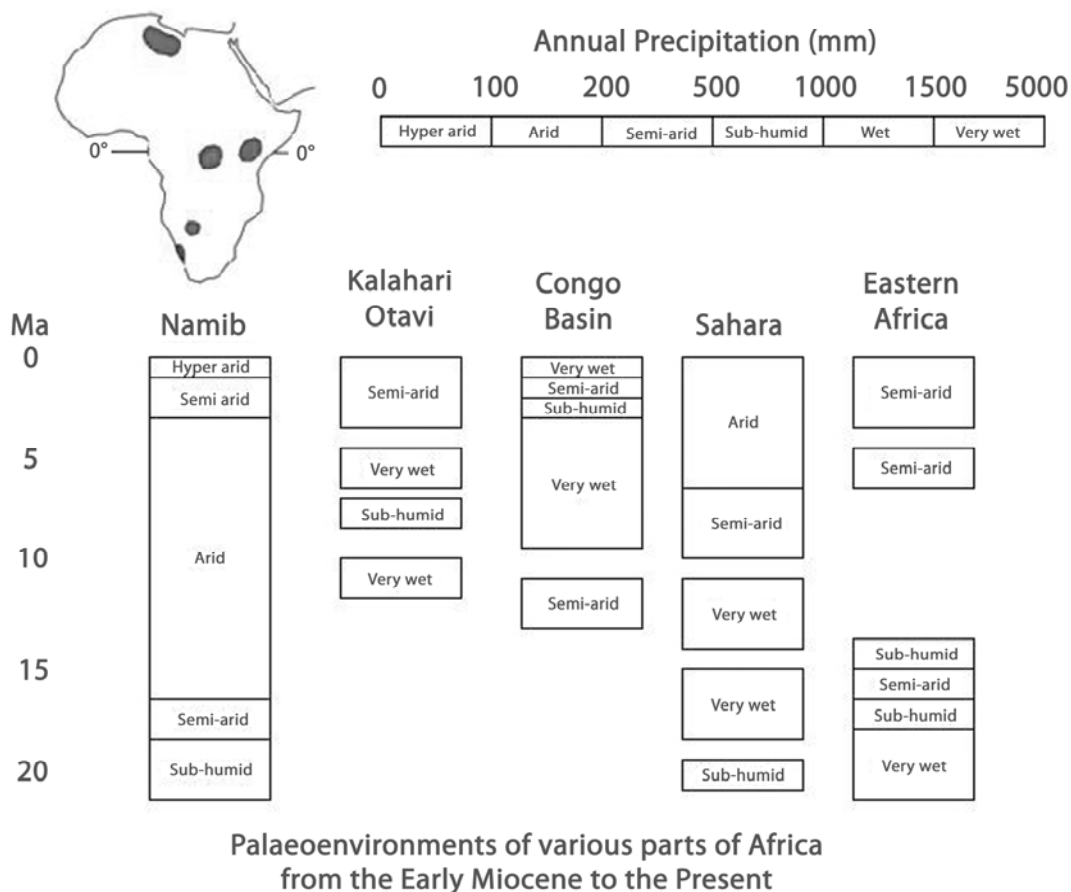 Annual Precipitation (mm)
0 100 200 500 1000 1500 5000
Hyper arid Arid Semi-arid Sub-humid Wet Very wet
0° 0°
Ma
0
5
10
15
20
Namib
Hyper arid
Semi arid
Arid
Semi-arid
Sub-humid
Kalahari
Otavi
Semi-arid
Very wet
Sub-humid
Very wet
Congo
Basin
Very wet
Semi-arid
Sub-humid
Very wet
Semi-arid
Sahara
Arid
Semi-arid
Very wet
Very wet
Sub-humid
Eastern
Africa
Semi-arid
Semi-arid
Sub-humid
Semi-arid
Sub-humid
Very wet
Palaeoenvironments of various parts of Africa
from the Early Miocene to the Present